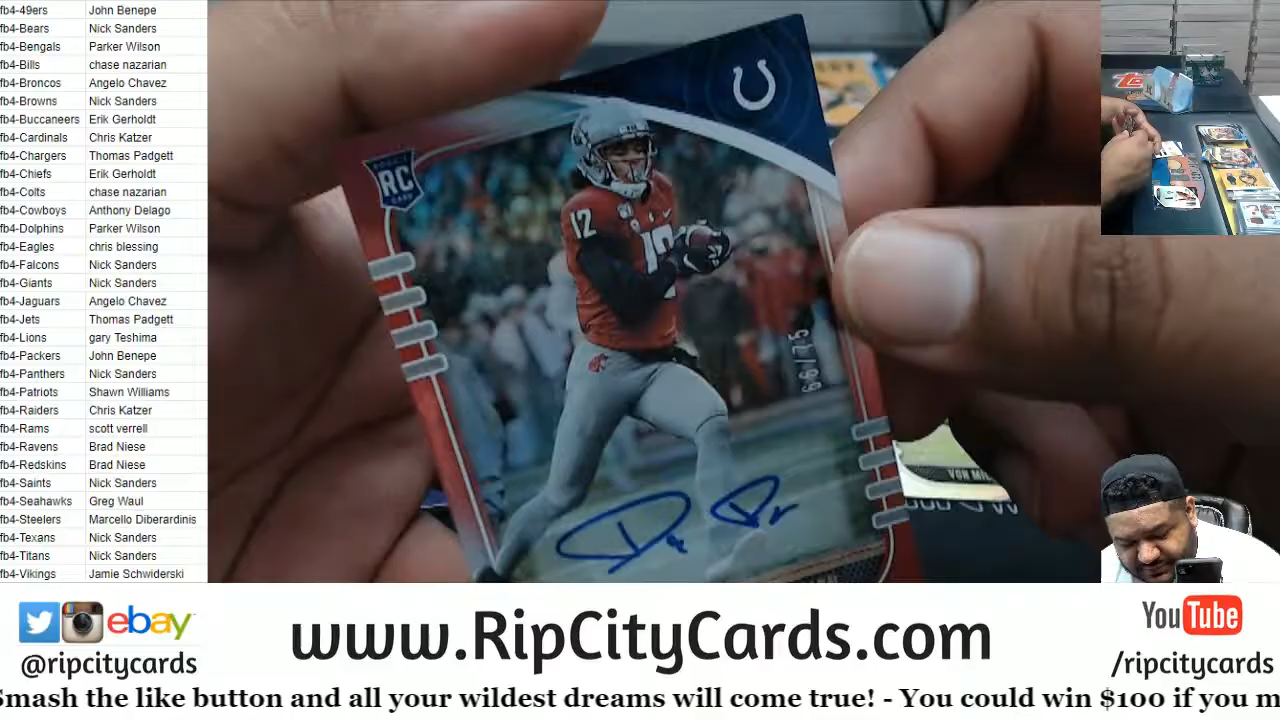 fb4-49ers John Benepe
fb4-Bears Nick Sanders
fb4-Bengals Parker Wilson
fb4-Bills chase nazarian
fb4-Broncos Angelo Chavez
fb4-Browns Nick Sanders
fb4-Buccaneers Erik Gerholdt
fb4-Cardinals Chris Katzer
fb4-Chargers Thomas Padgett
fb4-Chiefs Erik Gerholdt
fb4-Colts chase nazarian
fb4-Cowboys Anthony Delago
fb4-Dolphins Parker Wilson
fb4-Eagles chris blessing
fb4-Falcons Nick Sanders
fb4-Giants Nick Sanders
fb4-Jaguars Angelo Chavez
fb4-Jets Thomas Padgett
fb4-Lions gary Teshima
fb4-Packers John Benepe
fb4-Panthers Nick Sanders
fb4-Patriots Shawn Williams
fb4-Raiders Chris Katzer
fb4-Rams scott verrell
fb4-Ravens Brad Niese
fb4-Redskins Brad Niese
fb4-Saints Nick Sanders
fb4-Seahawks Greg Waul
fb4-Steelers Marcello Diberardinis
fb4-Texans Nick Sanders
fb4-Titans Nick Sanders
fb4-Vikings Jamie Schwiderski
RC
12
VON
ebay
@ripcitycards
www.RipCityCards.com
YouTube
/ripcitycards
Smash the like button and all your wildest dreams will come true! - You could win $100 if you m